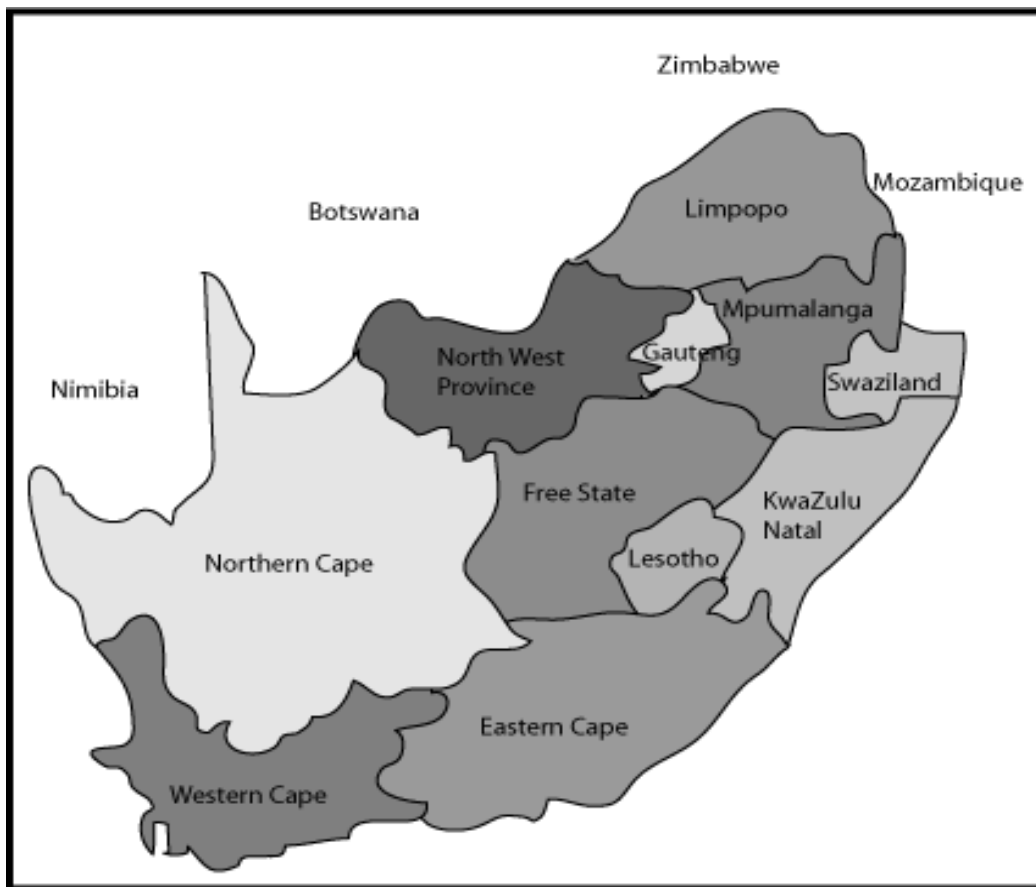 Zimbabwe
Mozambique
Limpopo
Botswana
Mpumalanga
Gauteng
North West
Province
Swaziland
Nimibia
Free State
KwaZulu
Natal
Lesotho
Northern Cape
Eastern Cape
Western Cape